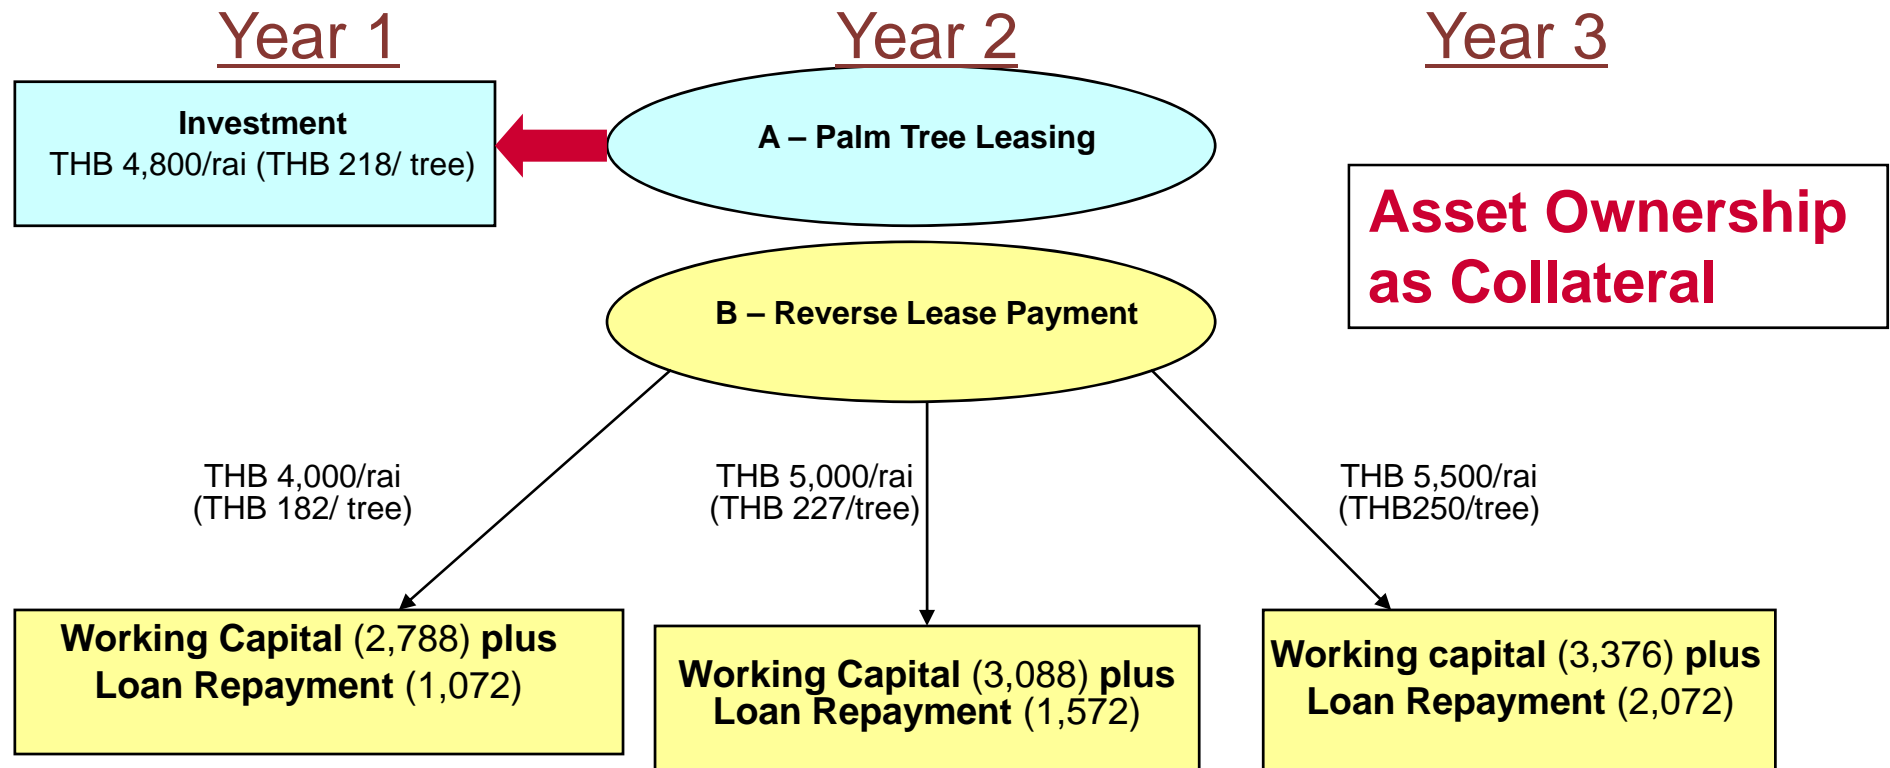 Year 1
Year 2
Year 3
Investment
THB 4,800/rai (THB 218/ tree)
A – Palm Tree Leasing
Asset Ownership
as Collateral
B – Reverse Lease Payment
THB 4,000/rai
(THB 182/ tree)
THB 5,000/rai
(THB 227/tree)
THB 5,500/rai
(THB250/tree)
Working Capital (2,788) plus
Loan Repayment (1,072)
Working Capital (3,088) plus
Loan Repayment (1,572)
Working capital (3,376) plus
Loan Repayment (2,072)